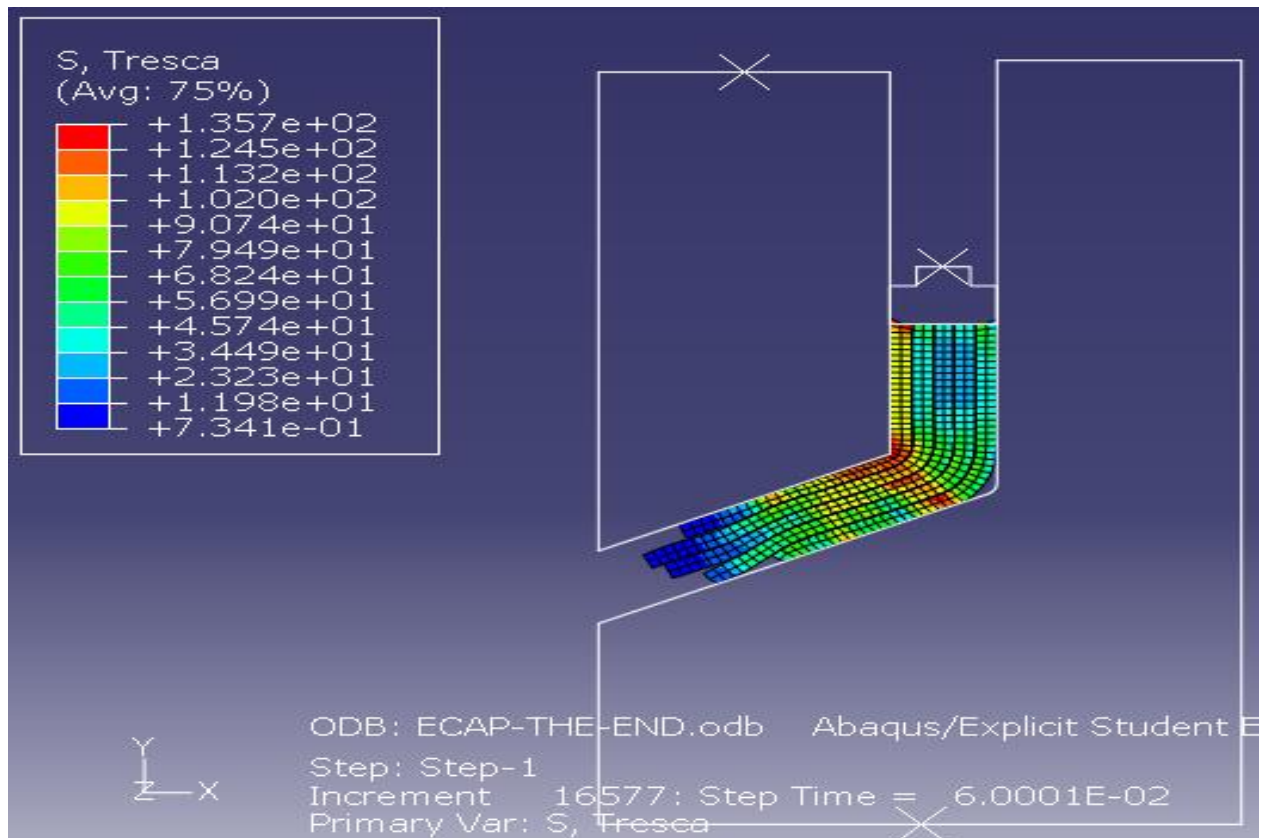 S, Tresca
(Avg: 75%)
+1.357e+02
+1.245e+02
+1.132e+02
+1.020e+02
+9.074e+01
+7.949e+01
+6.824e+01
+5.699e+01
+4.574e+01
+3.449e+01
+2.323e+01
+1.198e+01
+7.341e-01
ODB: ECAP-THE-END.odb Abaqus/Explicit Student E
Y
Z X
Step: Step-1
Increment 16577: Step Time = 6.0001E-02
Primary Var: S, Tresca